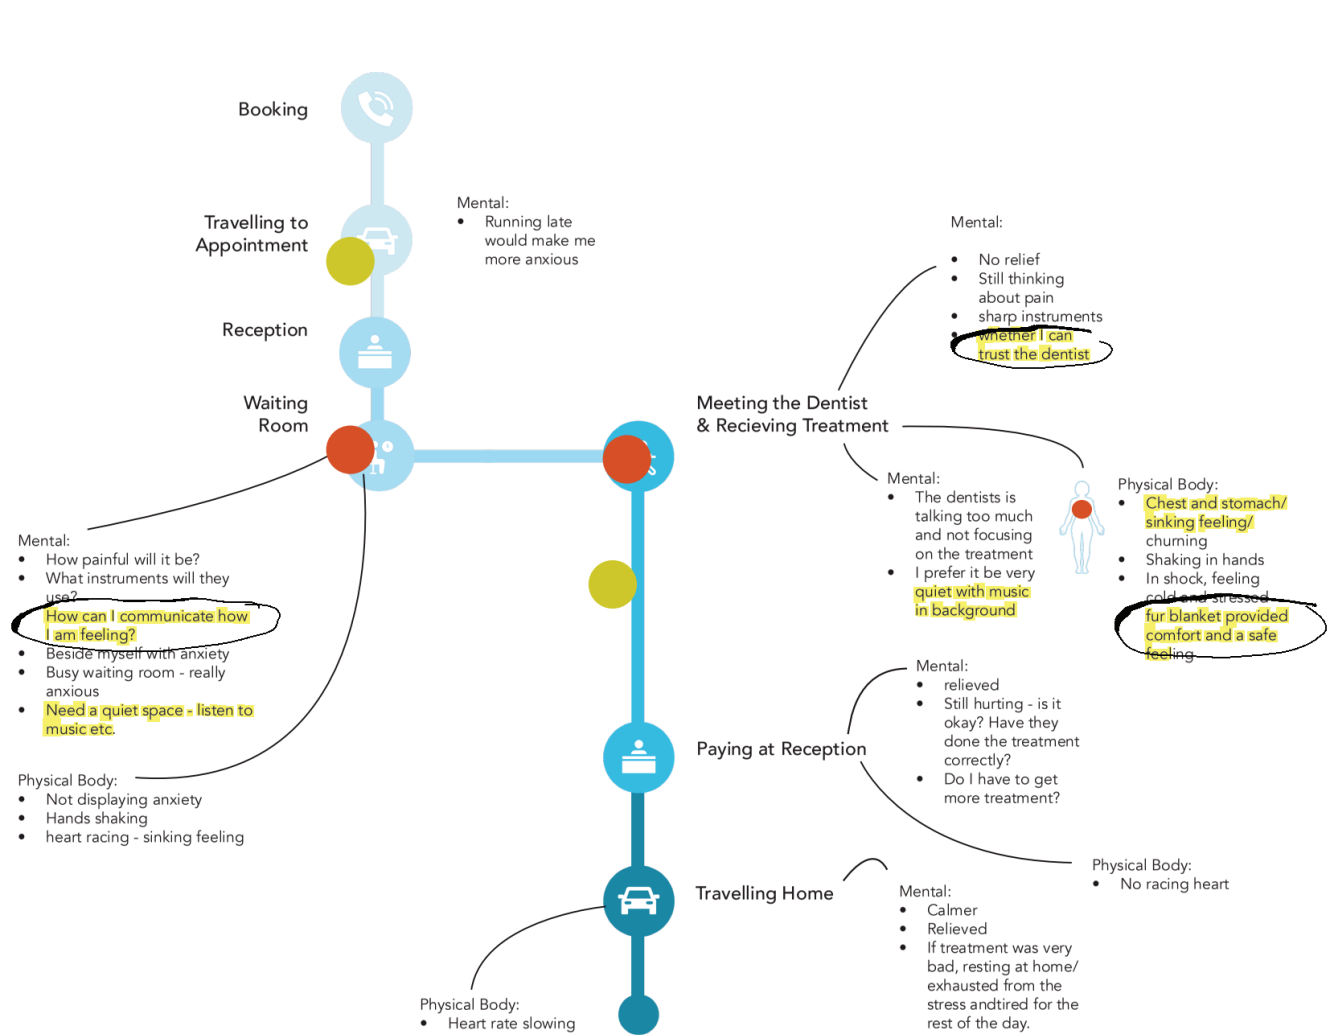 Booking
Travelling to
Appointment
Mental:
• Running late
would make me
more anxious
Reception
Waiting
Room
Mental:
• How painful will it be?
• What instruments will they
use?
How can I communicate how
I am feeling?
• Beside myself with anxiety
• Busy waiting room - really
anxious
• Need a quiet space - listen to
music etc.
Physical Body:
• Not displaying anxiety
• Hands shaking
• heart racing - sinking feeling
Meeting the Dentist
& Recieving Treatment
Mental:
• No relief
• Still thinking
about pain
• sharp instruments
• whether I can
trust the dentist
Mental:
• The dentists is
talking too much
and not focusing
on the treatment
• I prefer it be very
quiet with music
in background
Physical Body:
• Chest and stomach/
sinking feeling/
churning
• Shaking in hands
• In shock, feeling
cold and stressed
fur blanket provided
comfort and a safe
feeling
Paying at Reception
Mental:
• relieved
• Still hurting - is it
okay? Have they
done the treatment
correctly?
• Do I have to get
more treatment?
Physical Body:
• No racing heart
Travelling Home
Mental:
• Calmer
• Relieved
• If treatment was very
bad, resting at home/
exhausted from the
stress andtired for the
rest of the day.
Physical Body:
• Heart rate slowing